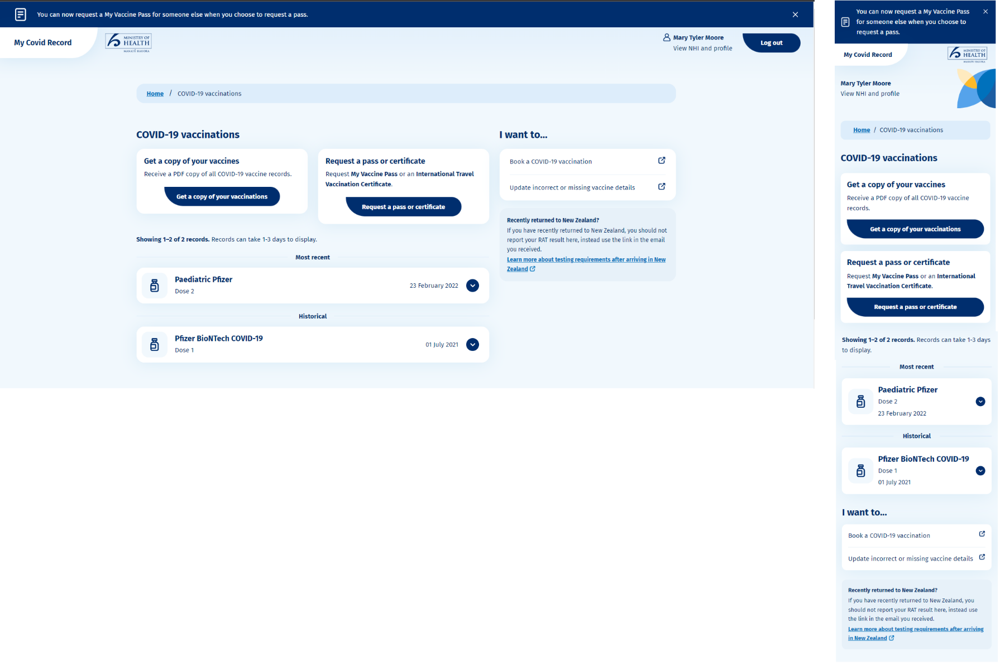 You can now request a My Vaccine Pass for someone else when you choose to request a pass.
My Covid Record
MINISTRY OF
HEALTH
MANATŪ HAUORA
Mary Tyler Moore
View NHI and profile
Log out
Home / COVID-19 vaccinations
COVID-19 vaccinations
Get a copy of your vaccines
Receive a PDF copy of all COVID-19 vaccine records.
Get a copy of your vaccinations
Request a pass or certificate
Request My Vaccine Pass or an International Travel
Vaccination Certificate.
Request a pass or certificate
Showing 1–2 of 2 records. Records can take 1-3 days to display.
Most recent
Paediatric Pfizer
Dose 2
23 February 2022
Historical
Pfizer BioNTech COVID-19
Dose 1
01 July 2021
I want to...
Book a COVID-19 vaccination
Update incorrect or missing vaccine details
Recently returned to New Zealand?
If you have recently returned to New Zealand, you should not
report your RAT result here, instead use the link in the email
you received.
Learn more about testing requirements after arriving in New
Zealand
You can now request a My Vaccine Pass
for someone else when you choose to
request a pass.
My Covid Record
MINISTRY OF
HEALTH
MANATŪ HAUORA
Mary Tyler Moore
View NHI and profile
Home / COVID-19 vaccinations
COVID-19 vaccinations
Get a copy of your vaccines
Receive a PDF copy of all COVID-19 vaccine
records.
Get a copy of your vaccinations
Request a pass or certificate
Request My Vaccine Pass or an International
Travel Vaccination Certificate.
Request a pass or certificate
Showing 1–2 of 2 records. Records can take 1-3 days
to display.
Most recent
Paediatric Pfizer
Dose 2
23 February 2022
Historical
Pfizer BioNTech COVID-19
Dose 1
01 July 2021
I want to...
Book a COVID-19 vaccination
Update incorrect or missing vaccine details
Recently returned to New Zealand?
If you have recently returned to New Zealand, you
should not report your RAT result here, instead use
the link in the email you received.
Learn more about testing requirements after arriving
in New Zealand